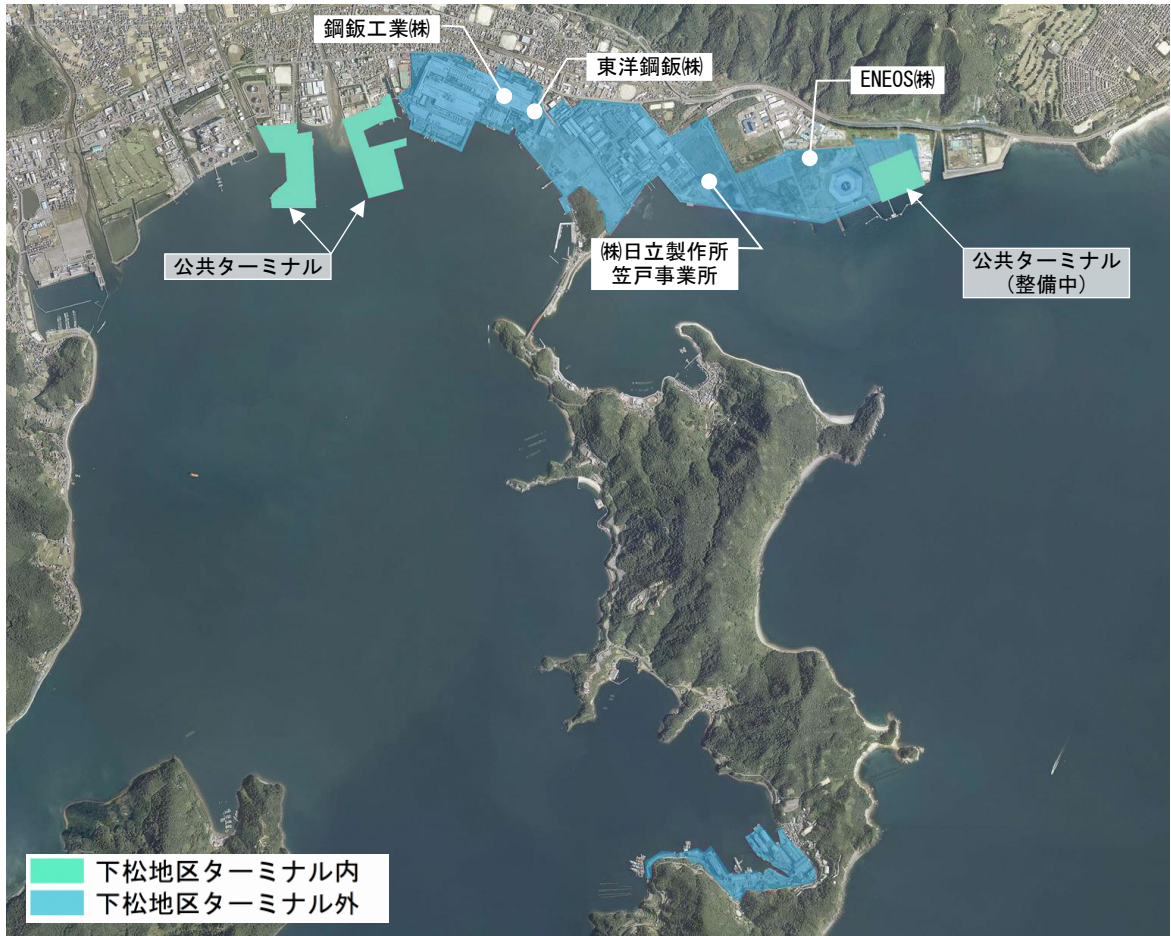 鋼鈑工業㈱
東洋鋼鈑㈱
ENEOS㈱
㈱日立製作所
笠戸事業所
公共ターミナル
公共ターミナル
(整備中)
下松地区ターミナル内
下松地区ターミナル外